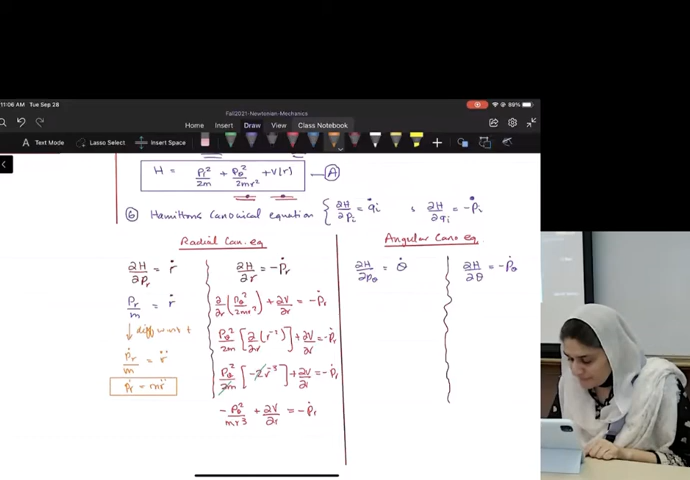 11:06 AM Tue Sep 28
89%
Fall2021-Newtonian-Mechanics
Home Insert Draw View Class Notebook
Text Mode Lasso Select Insert Space
H = Pr²/2m + Pθ²/2mr² + V(r) — A
⑥ Hamiltons canonical equation { ∂H/∂Pi = q̇i ; ∂H/∂qi = -Ṗi
Radial Can. eq
∂H/∂Pr = ṙ
Pr/m = ṙ
↓ diff w.r.t t
Ṗr/m = r̈
Ṗr = mr̈
∂H/∂r = -Ṗr
∂/∂r (Pθ²/2mr²) + ∂V/∂r = -Ṗr
Pθ²/2m [∂/∂r (r⁻²)] + ∂V/∂r = -Ṗr
Pθ²/2m [-2r⁻³] + ∂V/∂r = -Ṗr
-Pθ²/mr³ + ∂V/∂r = -Ṗr
Angular Cano eq
∂H/∂Pθ = θ̇
∂H/∂θ = -Ṗθ